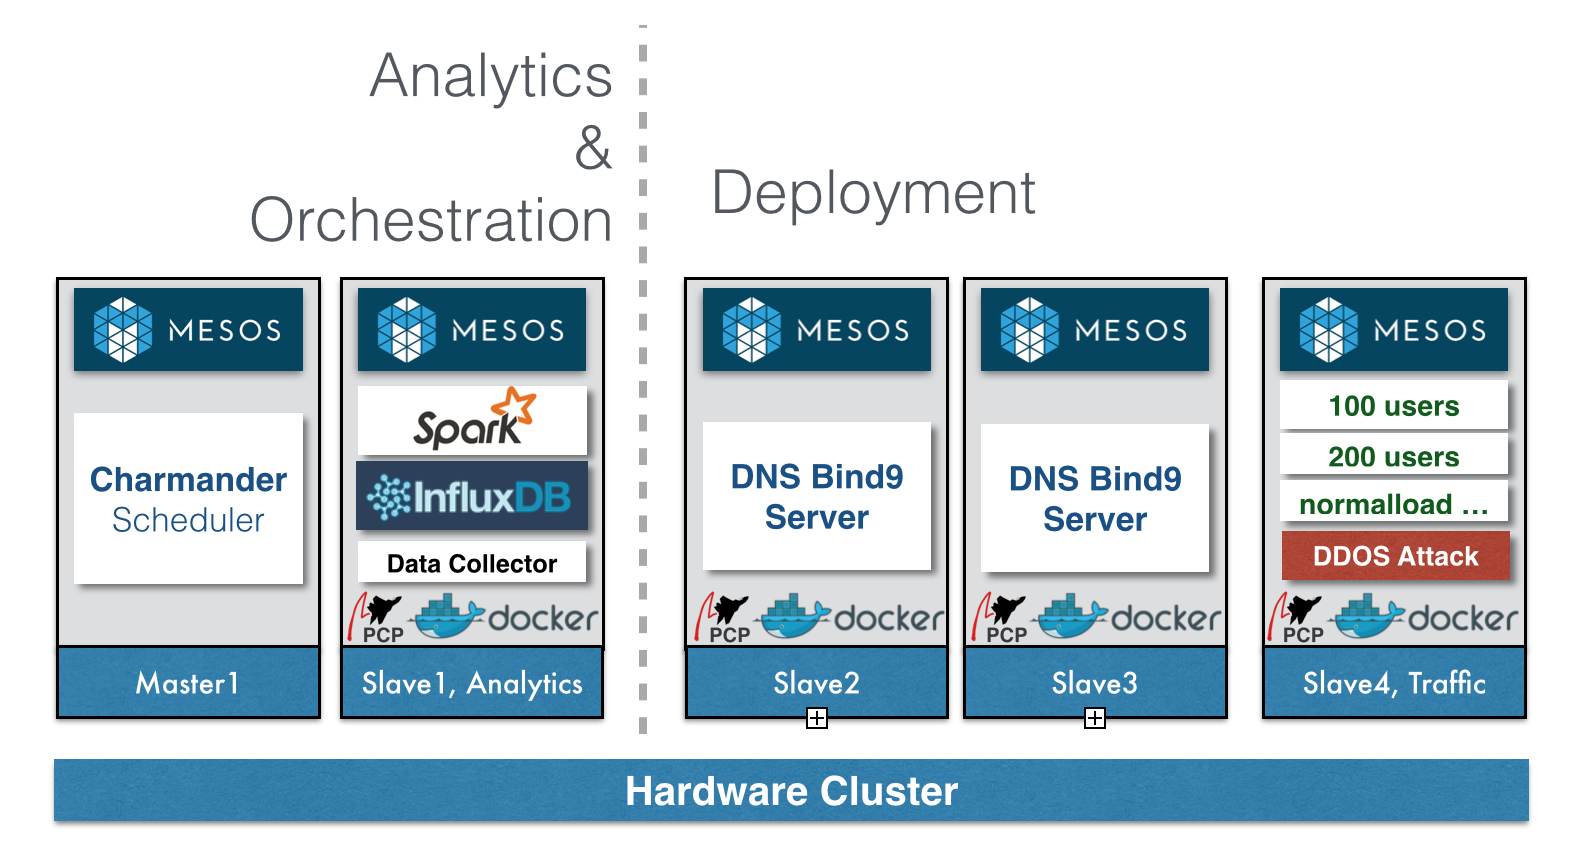 Analytics
&
Orchestration
Deployment
MESOS
Charmander
Scheduler
Master1
MESOS
Spark
InfluxDB
Data Collector
PCP
docker
Slave1, Analytics
MESOS
DNS Bind9
Server
PCP
docker
Slave2
MESOS
DNS Bind9
Server
PCP
docker
Slave3
MESOS
100 users
200 users
normalload ...
DDOS Attack
PCP
docker
Slave4, Traffic
Hardware Cluster